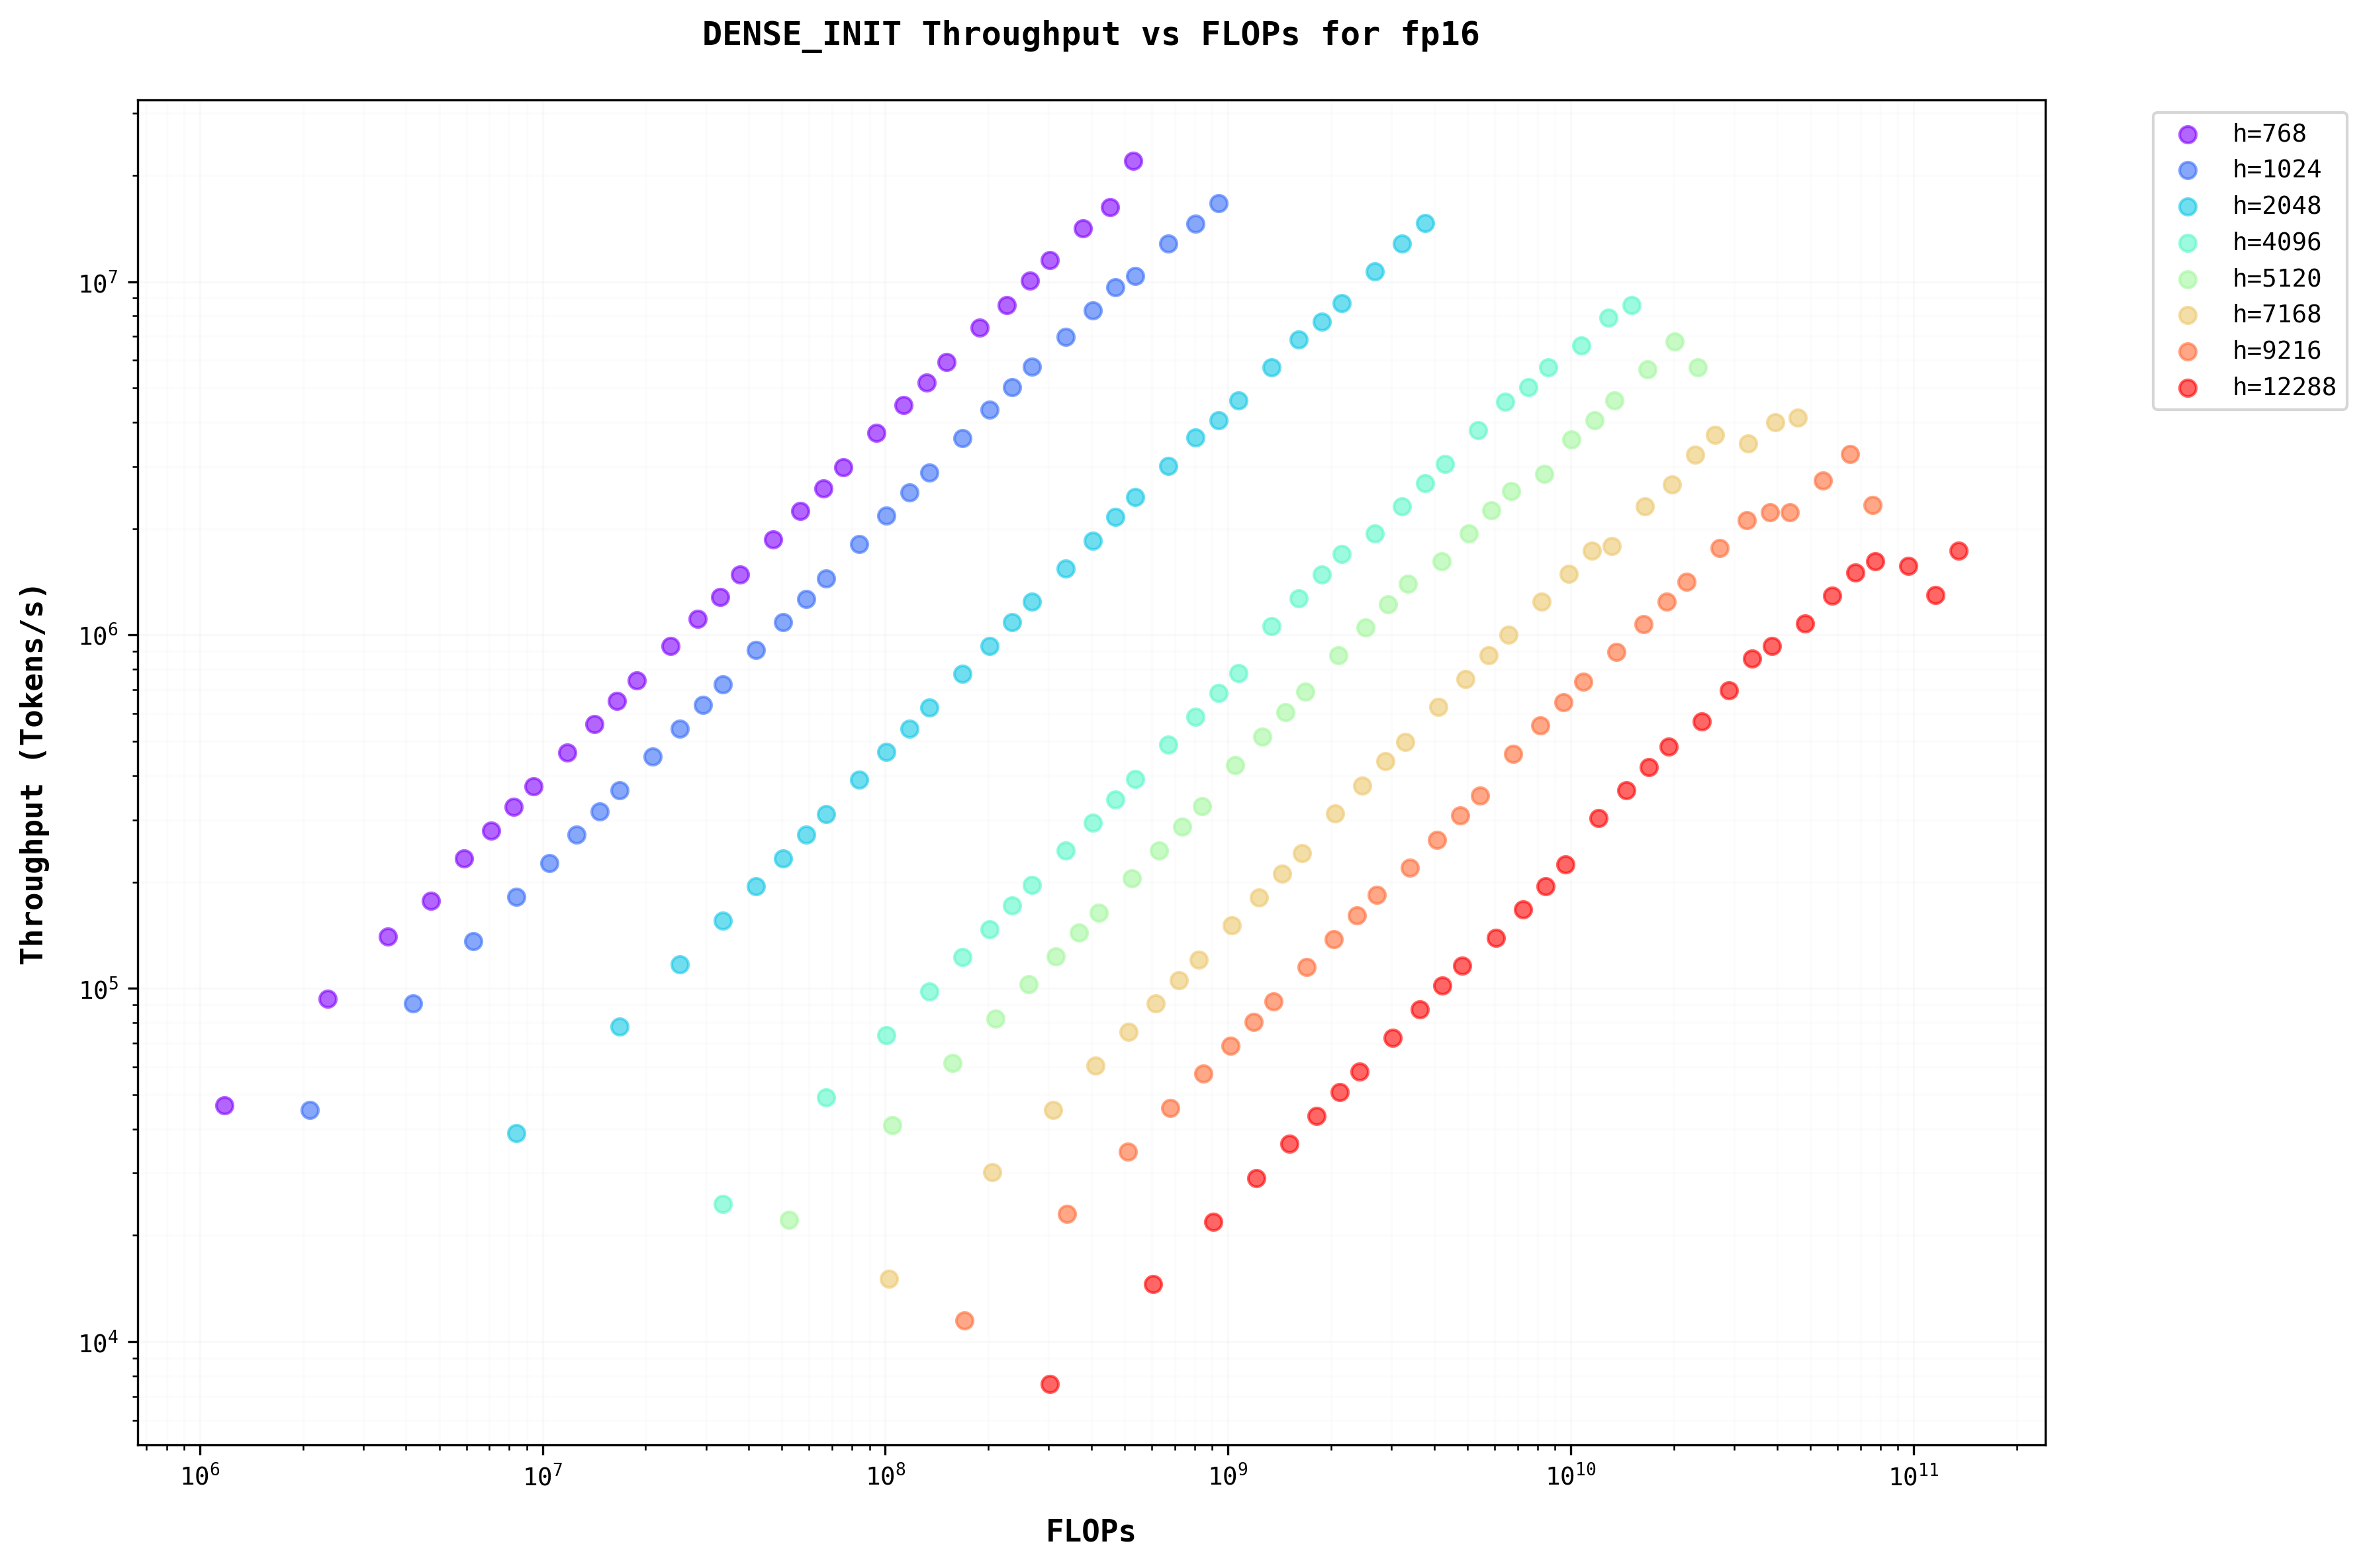 DENSE_INIT Throughput vs FLOPs for fp16
Throughput (Tokens/s)
10⁷
10⁶
10⁵
10⁴
10⁶ 10⁷ 10⁸ 10⁹ 10¹⁰ 10¹¹
FLOPs
h=768
h=1024
h=2048
h=4096
h=5120
h=7168
h=9216
h=12288